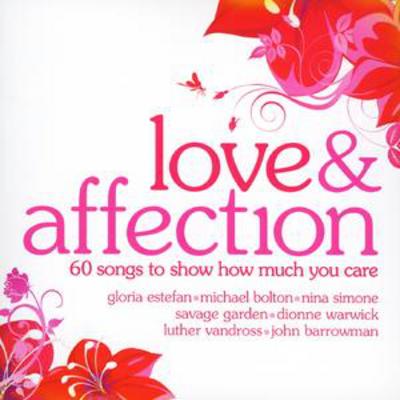 love&
affection
60 songs to show how much you care
gloria estefan•michael bolton•nina simone
savage garden•dionne warwick
luther vandross•john barrowman